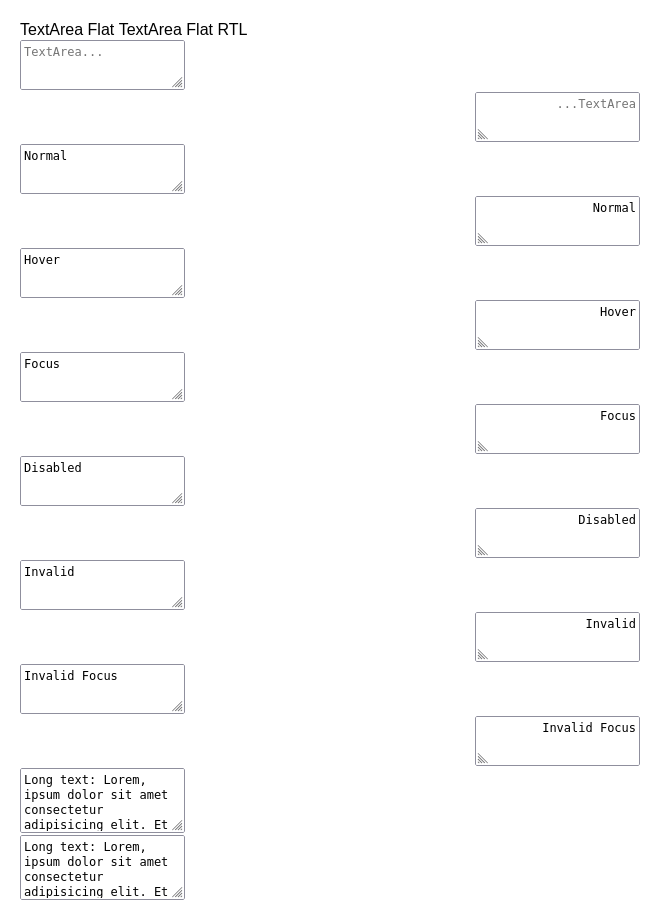 TextArea Flat TextArea Flat RTL
TextArea...
...TextArea
Normal
Normal
Hover
Hover
Focus
Focus
Disabled
Disabled
Invalid
Invalid
Invalid Focus
Invalid Focus
Long text: Lorem,
ipsum dolor sit amet
consectetur
adipisicing elit. Et
Long text: Lorem,
ipsum dolor sit amet
consectetur
adipisicing elit. Et